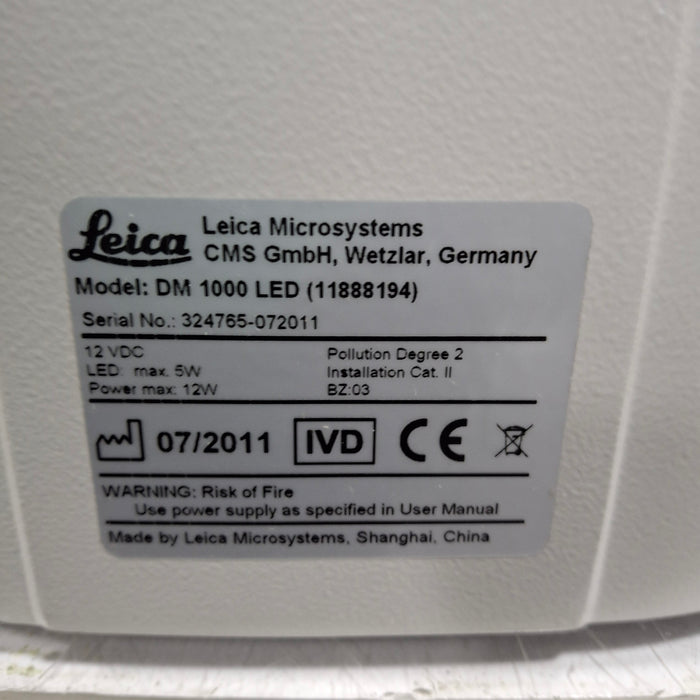 Leica Leica Microsystems
CMS GmbH, Wetzlar, Germany
Model: DM 1000 LED (11888194)
Serial No.: 324765-072011
12 VDC Pollution Degree 2
LED: max. 5W Installation Cat. II
Power max: 12W BZ:03
07/2011 IVD CE
WARNING: Risk of Fire
Use power supply as specified in User Manual
Made by Leica Microsystems, Shanghai, China